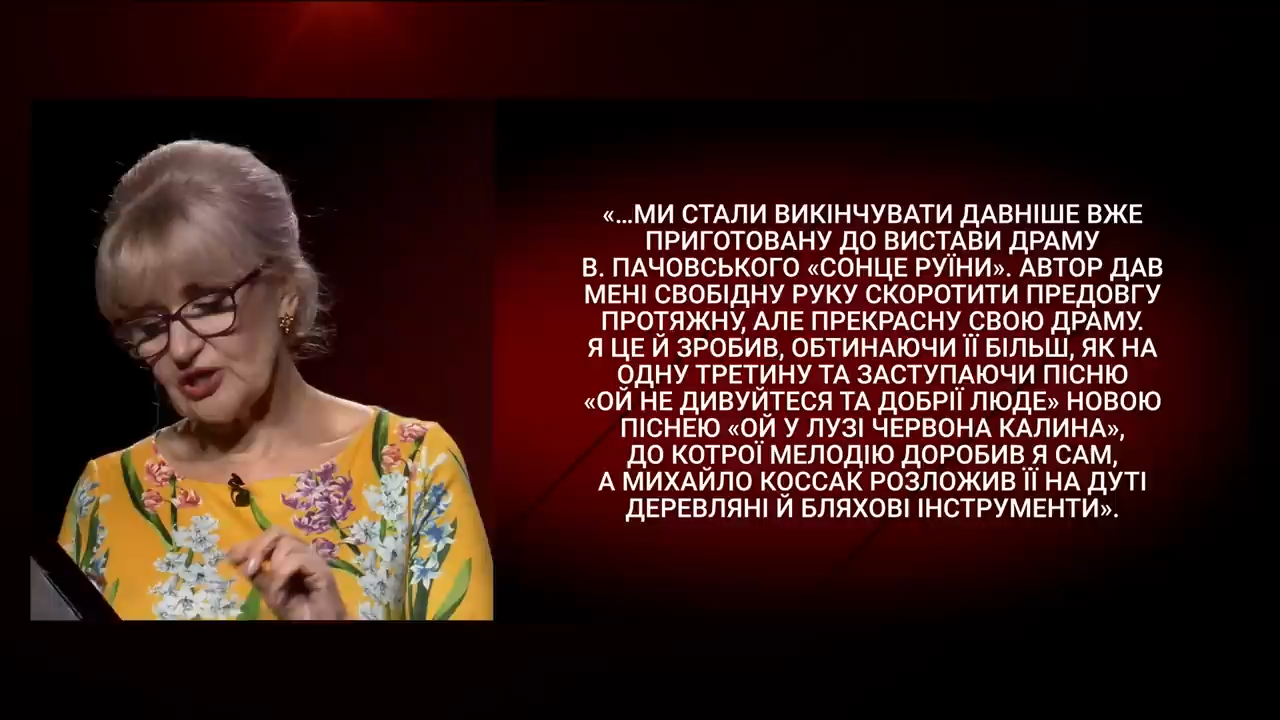 «…МИ СТАЛИ ВИКІНЧУВАТИ ДАВНІШЕ ВЖЕ
ПРИГОТОВАНУ ДО ВИСТАВИ ДРАМУ
В. ПАЧОВСЬКОГО «СОНЦЕ РУЇНИ». АВТОР ДАВ
МЕНІ СВОБІДНУ РУКУ СКОРОТИТИ ПРЕДОВГУ
ПРОТЯЖНУ, АЛЕ ПРЕКРАСНУ СВОЮ ДРАМУ.
Я ЦЕ Й ЗРОБИВ, ОБТИНАЮЧИ ЇЇ БІЛЬШ, ЯК НА
ОДНУ ТРЕТИНУ ТА ЗАСТУПАЮЧИ ПІСНЮ
«ОЙ НЕ ДИВУЙТЕСЯ ТА ДОБРІЇ ЛЮДЕ» НОВОЮ
ПІСНЕЮ «ОЙ У ЛУЗІ ЧЕРВОНА КАЛИНА»,
ДО КОТРОЇ МЕЛОДІЮ ДОРОБИВ Я САМ,
А МИХАЙЛО КОССАК РОЗЛОЖИВ ЇЇ НА ДУТІ
ДЕРЕВЛЯНІ Й БЛЯХОВІ ІНСТРУМЕНТИ».